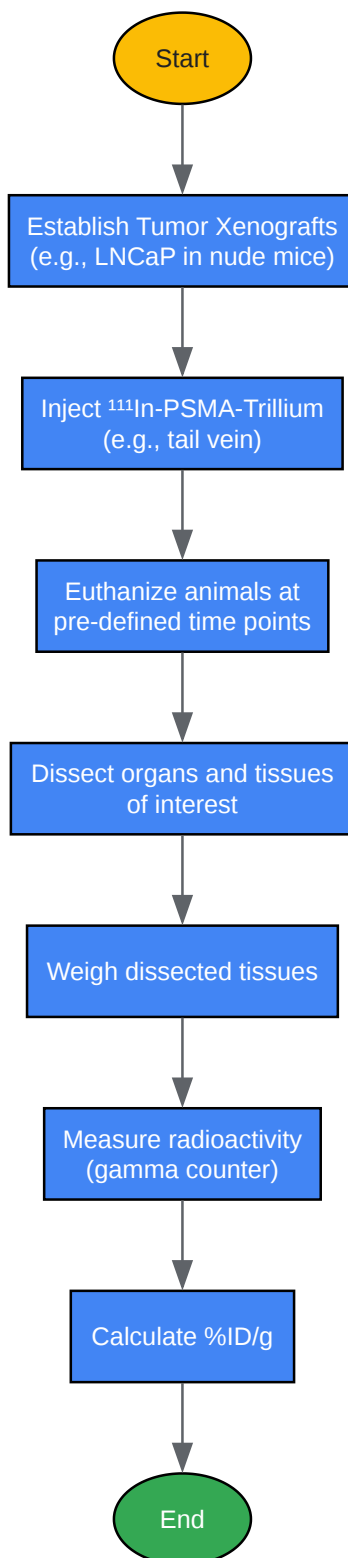 Start
Establish Tumor Xenografts
(e.g., LNCaP in nude mice)
Inject ¹¹¹In-PSMA-Trillium
(e.g., tail vein)
Euthanize animals at
pre-defined time points
Dissect organs and tissues
of interest
Weigh dissected tissues
Measure radioactivity
(gamma counter)
Calculate %ID/g
End